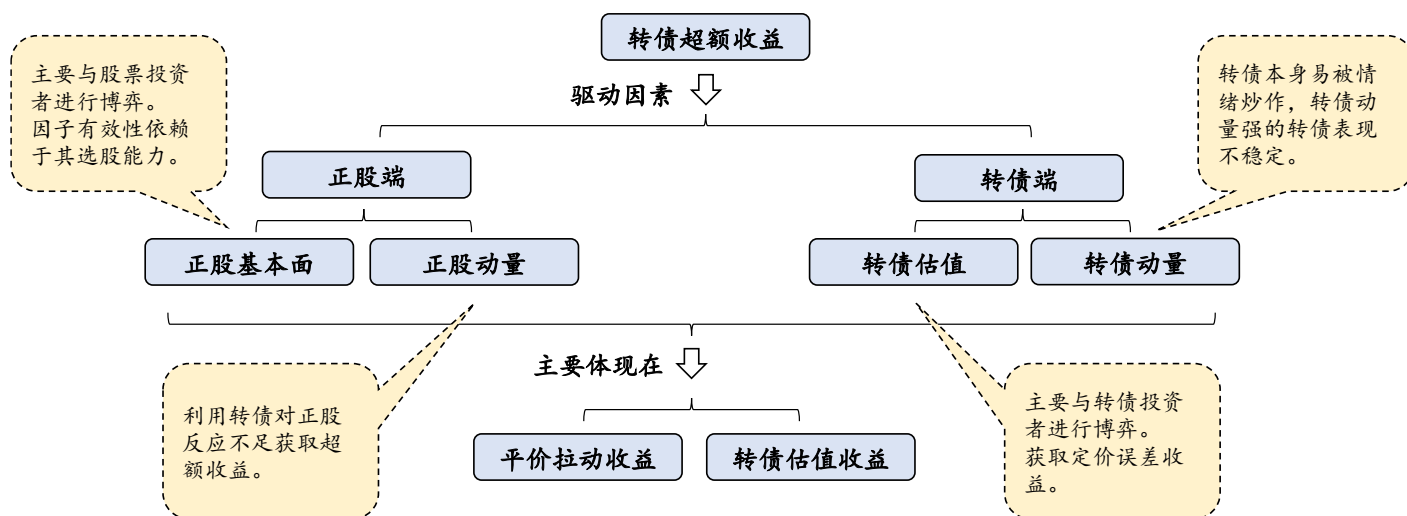 转债超额收益
主要与股票投资
者进行博弈。
因子有效性依赖
于其选股能力。
驱动因素
转债本身易被情
绪炒作，转债动
量强的转债表现
不稳定。
正股端
转债端
正股基本面
正股动量
转债估值
转债动量
主要体现在
利用转债对正股
反应不足获取超
额收益。
主要与转债投资
者进行博弈。
获取定价误差收
益。
平价拉动收益
转债估值收益